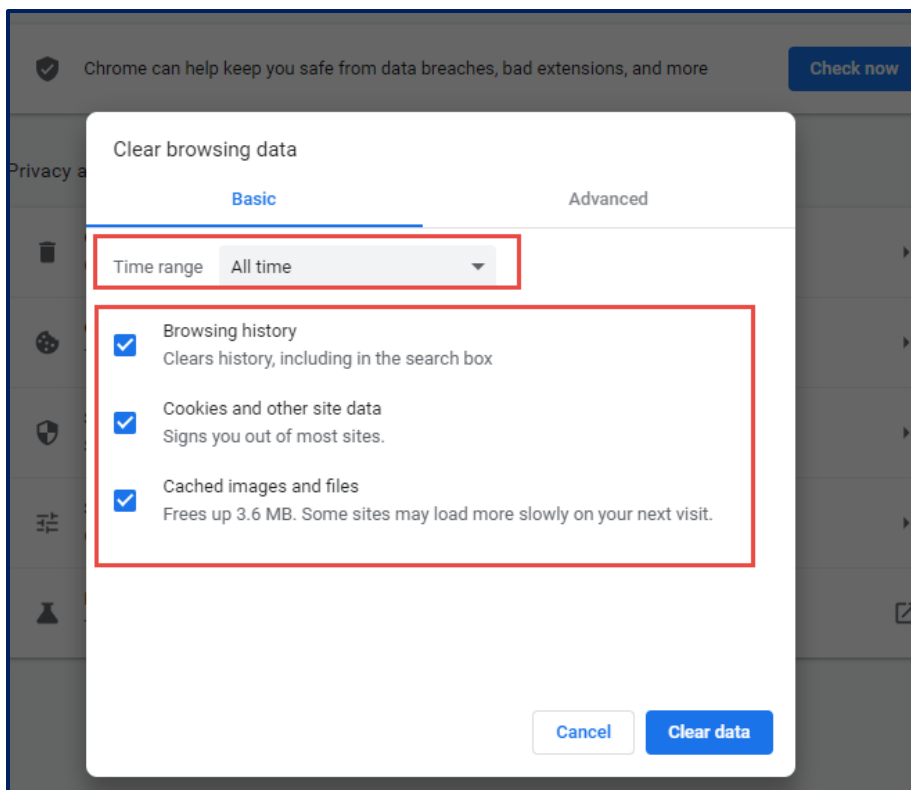 Chrome can help keep you safe from data breaches, bad extensions, and more
Check now
Privacy a
Clear browsing data
Basic
Advanced
Time range
All time
Browsing history
Clears history, including in the search box
Cookies and other site data
Signs you out of most sites.
Cached images and files
Frees up 3.6 MB. Some sites may load more slowly on your next visit.
Cancel
Clear data